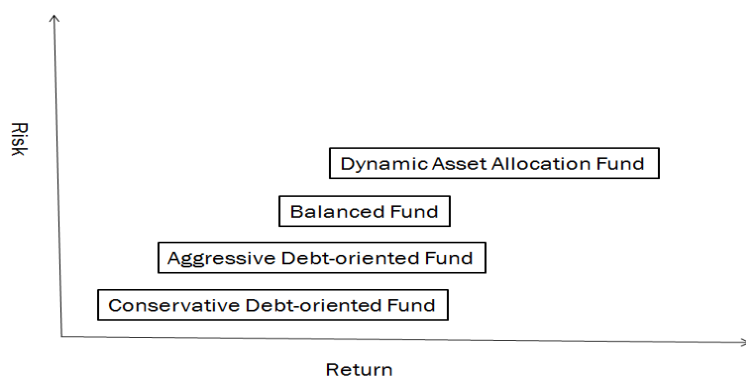 Risk
Dynamic Asset Allocation Fund
Balanced Fund
Aggressive Debt-oriented Fund
Conservative Debt-oriented Fund
Return